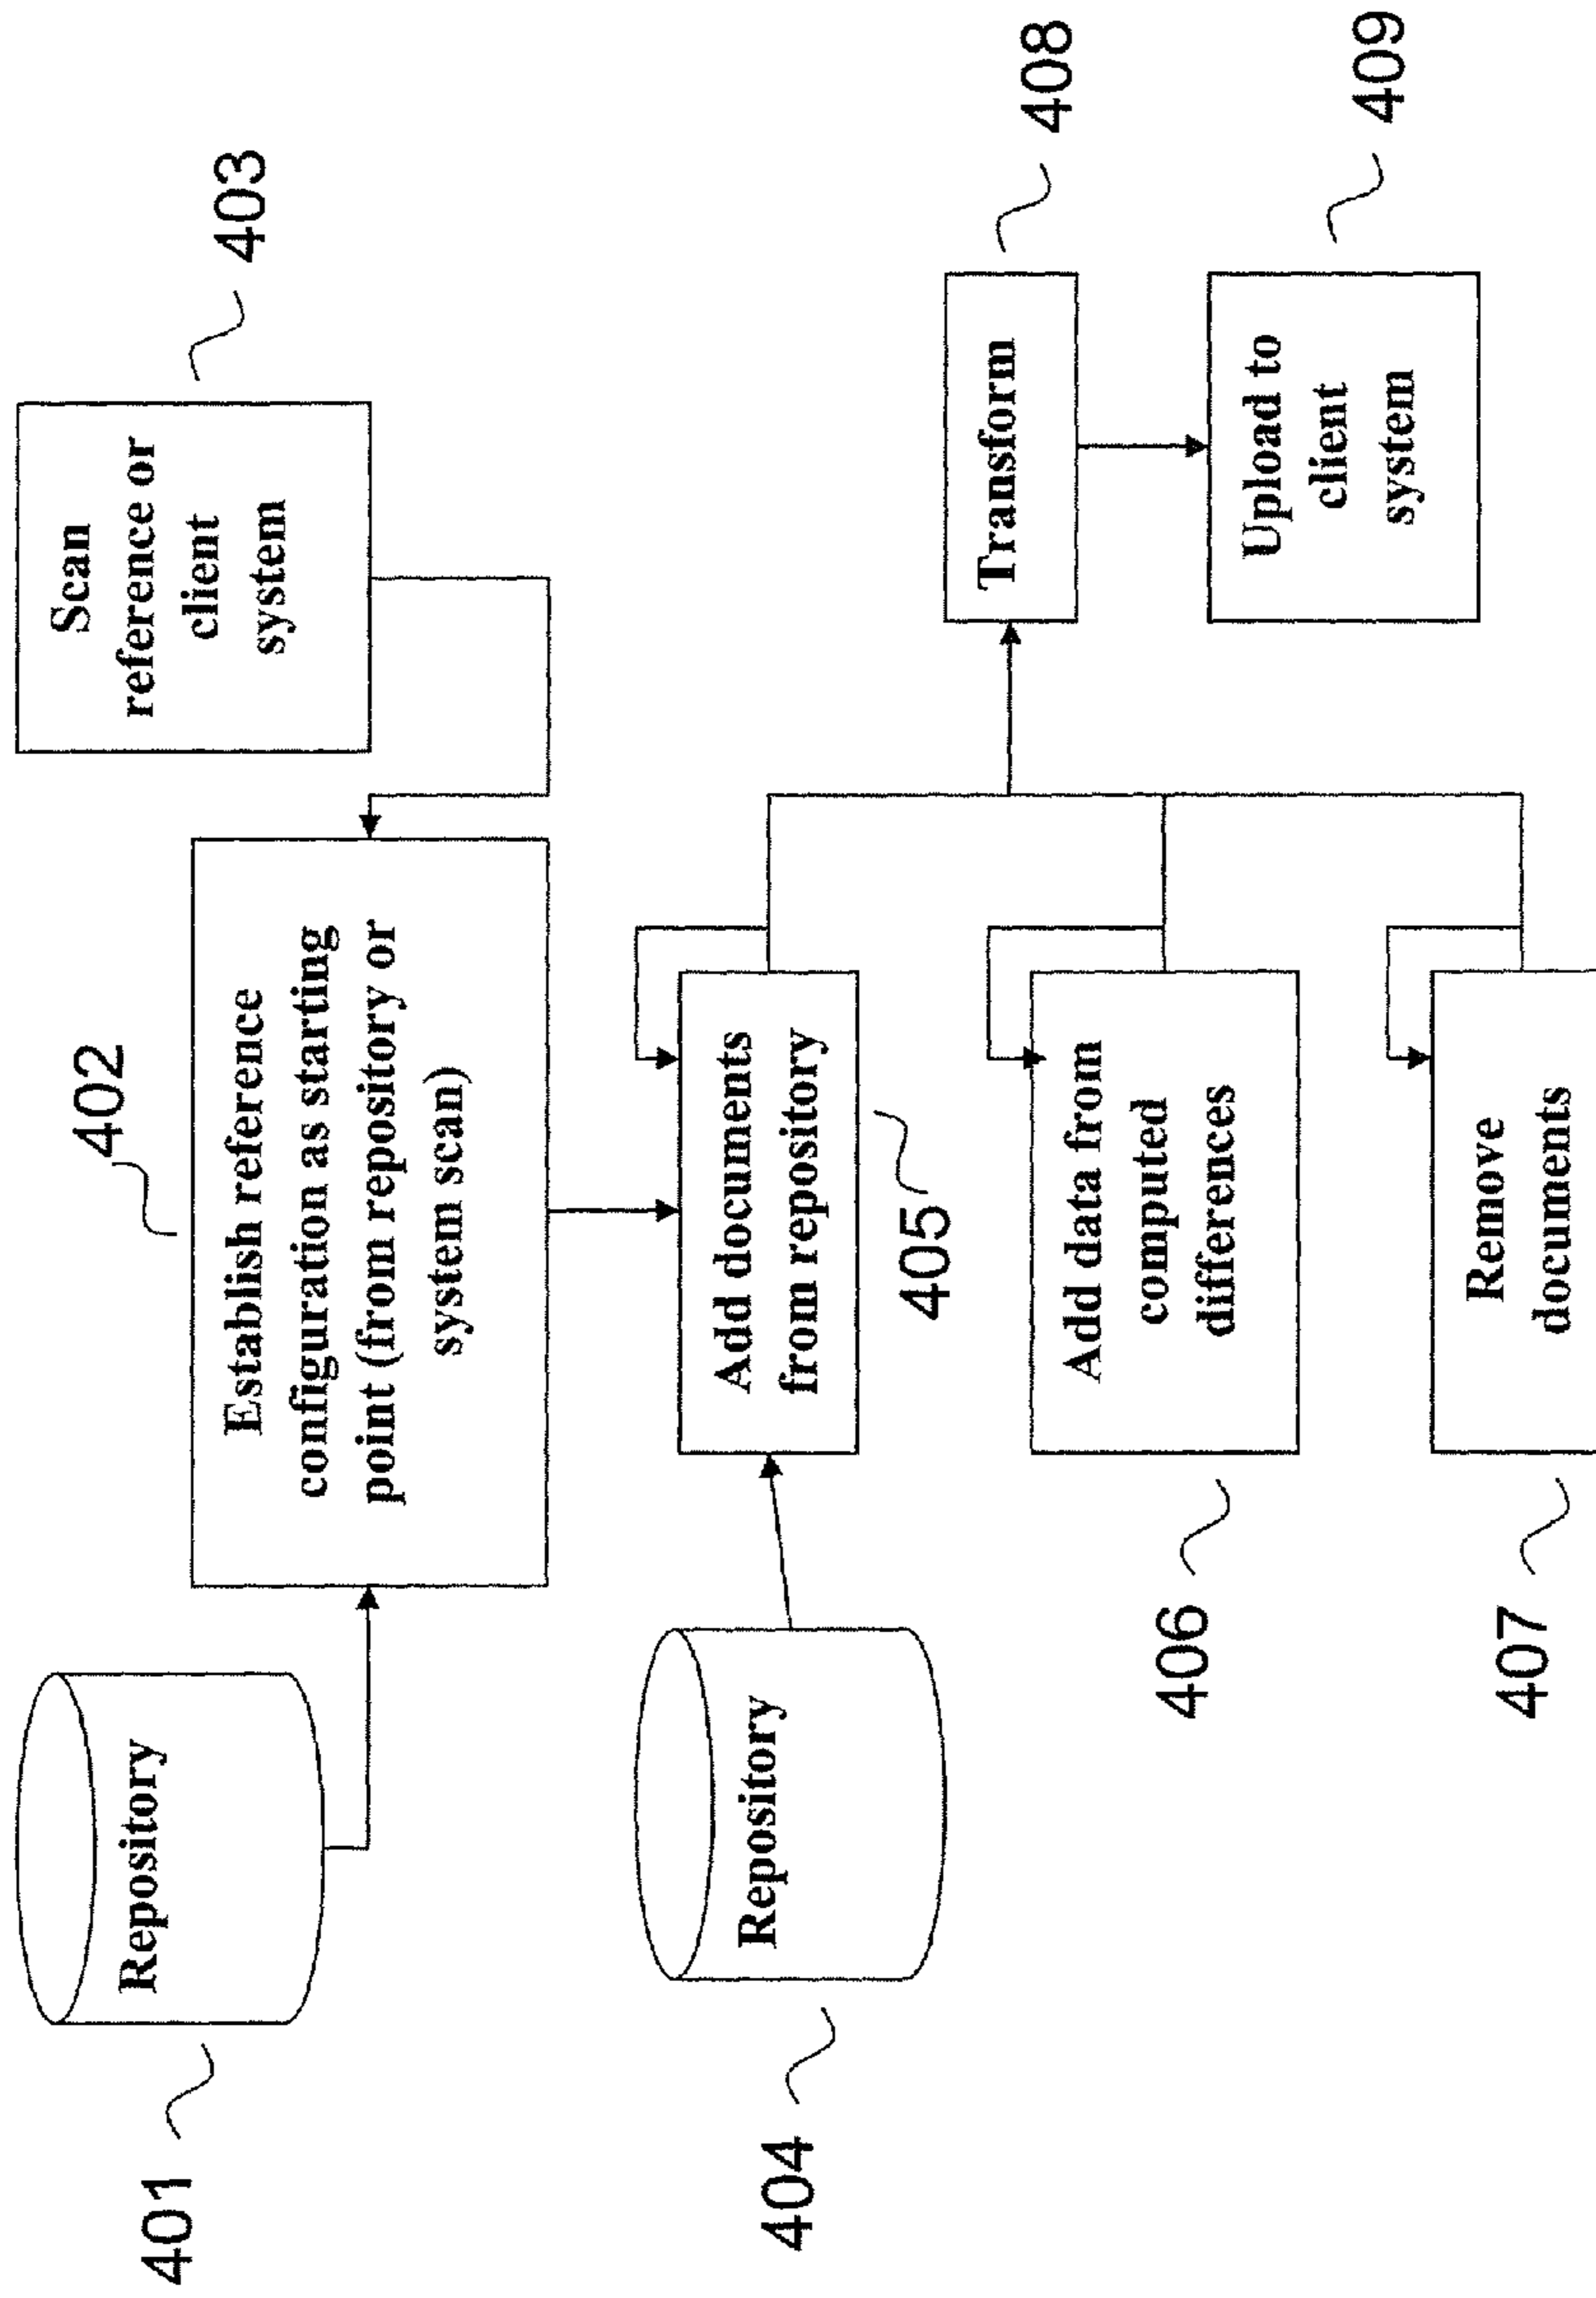 401
Repository
402
Establish reference
configuration as starting
point (from repository or
system scan)
Scan
reference or
client
system
403
404
Repository
Add documents
from repository
405
406
Add data from
computed
differences
407
Remove
documents
Transform
408
Upload to
client
system
409